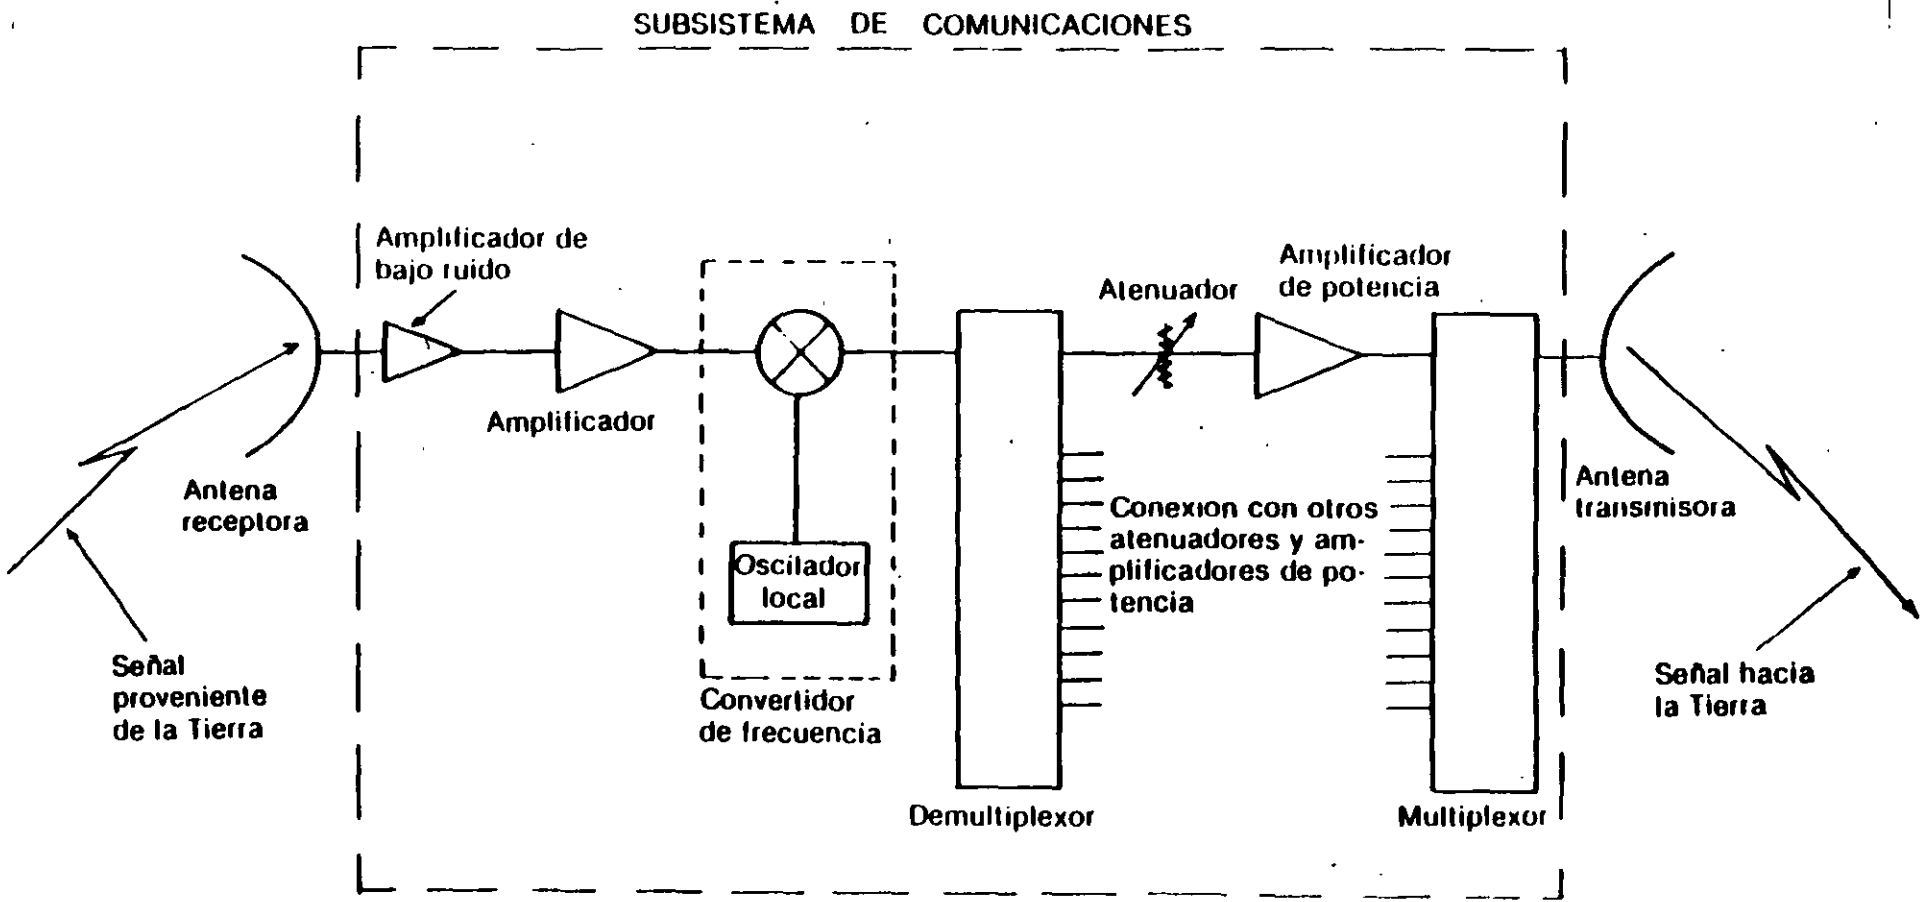 SUBSISTEMA DE COMUNICACIONES
Amplificador de
bajo ruido
Amplificador
de potencia
Atenuador
Amplificador
Antena
receptora
Antena
transmisora
Conexion con otros
atenuadores y am-
plificadores de po-
tencia
Oscilador
local
Señal
proveniente
de la Tierra
Señal hacia
la Tierra
Convertidor
de frecuencia
Demultiplexor
Multiplexor